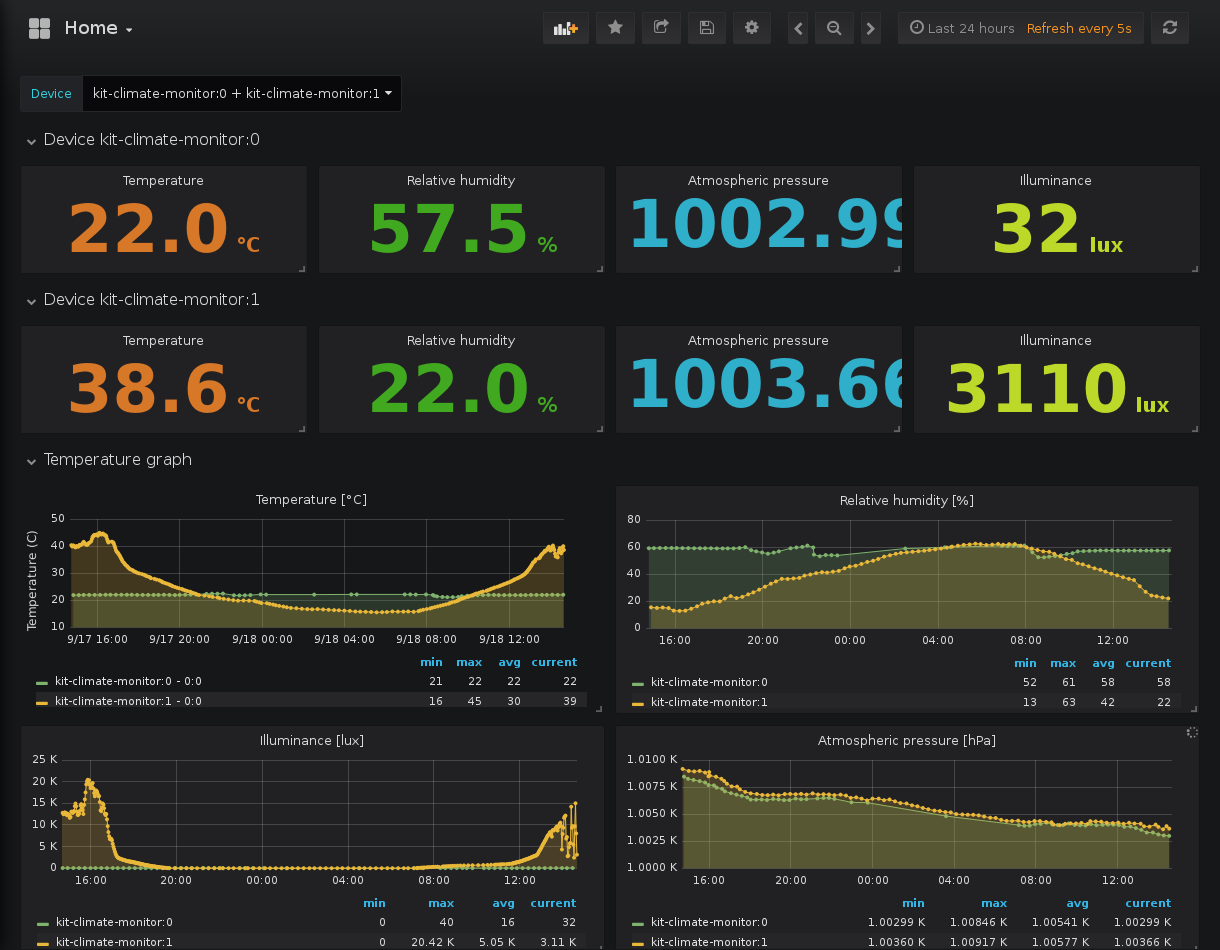 Home
Last 24 hours Refresh every 5s
Device kit-climate-monitor:0 + kit-climate-monitor:1
Device kit-climate-monitor:0
Temperature Relative humidity Atmospheric pressure Illuminance
22.0 °C 57.5 % 1002.99 32 lux
Device kit-climate-monitor:1
Temperature Relative humidity Atmospheric pressure Illuminance
38.6 °C 22.0 % 1003.66 3110 lux
Temperature graph
Temperature [°C]
Temperature (C)
50
40
30
20
10
9/17 16:00 9/17 20:00 9/18 00:00 9/18 04:00 9/18 08:00 9/18 12:00
min max avg current
kit-climate-monitor:0 - 0:0 21 22 22 22
kit-climate-monitor:1 - 0:0 16 45 30 39
Relative humidity [%]
80
60
40
20
0
16:00 20:00 00:00 04:00 08:00 12:00
min max avg current
kit-climate-monitor:0 52 61 58 58
kit-climate-monitor:1 13 63 42 22
Illuminance [lux]
25 K
20 K
15 K
10 K
5 K
0
16:00 20:00 00:00 04:00 08:00 12:00
min max avg current
kit-climate-monitor:0 0 40 16 32
kit-climate-monitor:1 0 20.42 K 5.05 K 3.11 K
Atmospheric pressure [hPa]
1.0100 K
1.0075 K
1.0050 K
1.0025 K
1.0000 K
16:00 20:00 00:00 04:00 08:00 12:00
min max avg current
kit-climate-monitor:0 1.00299 K 1.00846 K 1.00541 K 1.00299 K
kit-climate-monitor:1 1.00360 K 1.00917 K 1.00577 K 1.00366 K